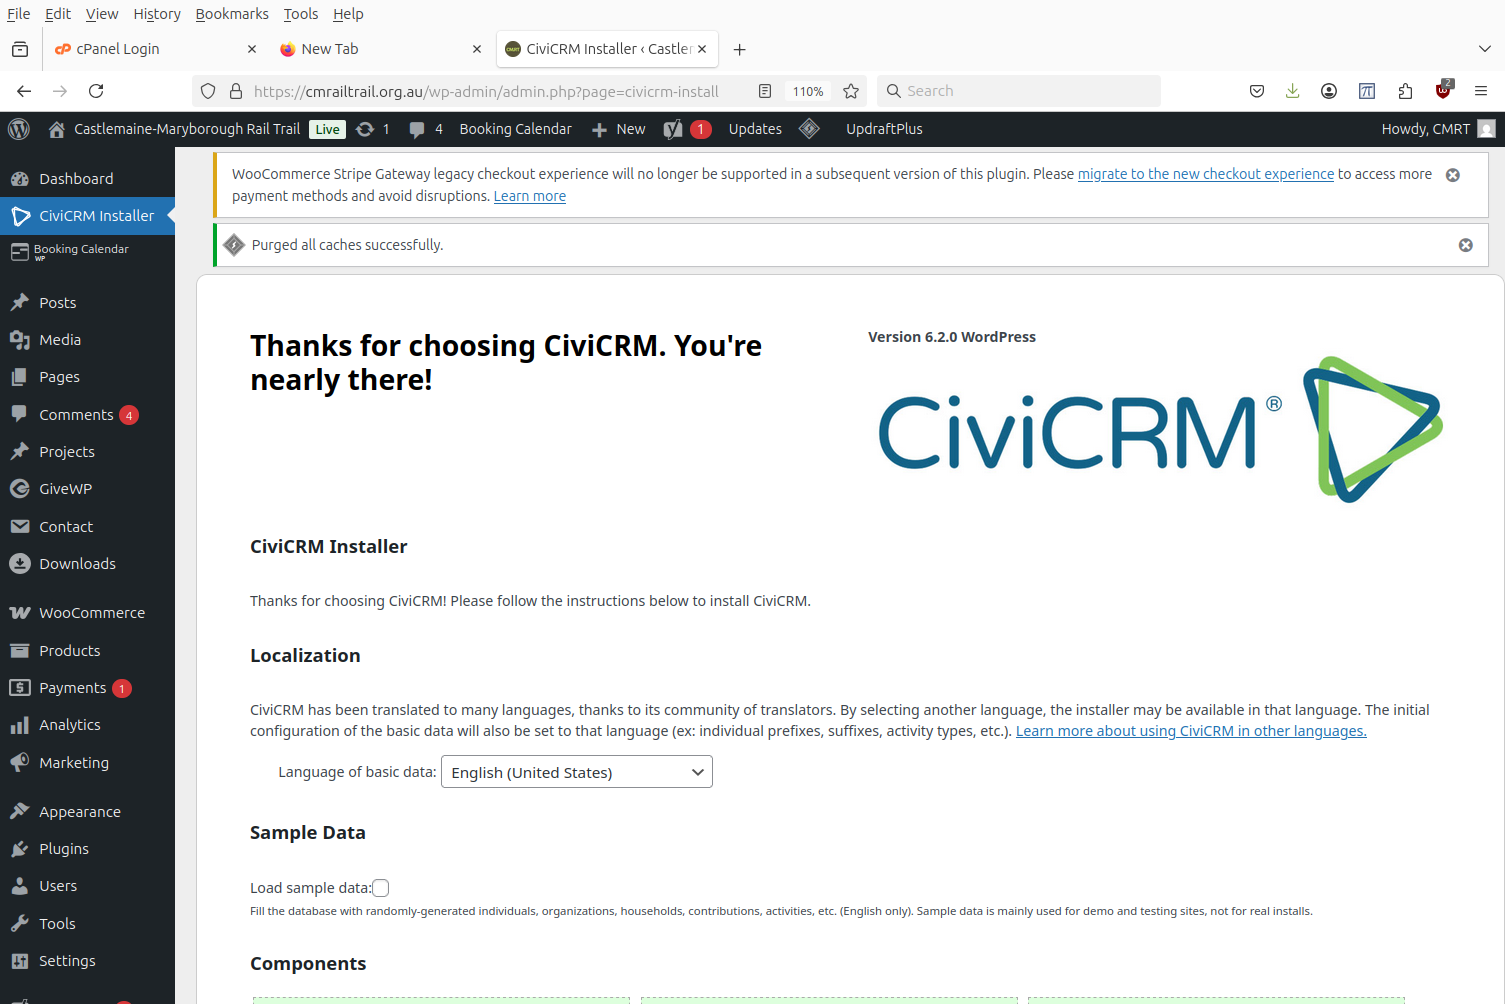 File Edit View History Bookmarks Tools Help
cPanel Login
New Tab
CiviCRM Installer ‹ Castler
https://cmrailtrail.org.au/wp-admin/admin.php?page=civicrm-install
110%
Search
2
Castlemaine-Maryborough Rail Trail Live 1 4 Booking Calendar New 1 Updates UpdraftPlus Howdy, CMRT
Dashboard
CiviCRM Installer
Booking Calendar
WP
Posts
Media
Pages
Comments 4
Projects
GiveWP
Contact
Downloads
WooCommerce
Products
Payments 1
Analytics
Marketing
Appearance
Plugins
Users
Tools
Settings
WooCommerce Stripe Gateway legacy checkout experience will no longer be supported in a subsequent version of this plugin. Please migrate to the new checkout experience to access more
payment methods and avoid disruptions. Learn more
Purged all caches successfully.
Thanks for choosing CiviCRM. You're
nearly there!
Version 6.2.0 WordPress
CiviCRM®
CiviCRM Installer
Thanks for choosing CiviCRM! Please follow the instructions below to install CiviCRM.
Localization
CiviCRM has been translated to many languages, thanks to its community of translators. By selecting another language, the installer may be available in that language. The initial
configuration of the basic data will also be set to that language (ex: individual prefixes, suffixes, activity types, etc.). Learn more about using CiviCRM in other languages.
Language of basic data: English (United States)
Sample Data
Load sample data:
Fill the database with randomly-generated individuals, organizations, households, contributions, activities, etc. (English only). Sample data is mainly used for demo and testing sites, not for real installs.
Components